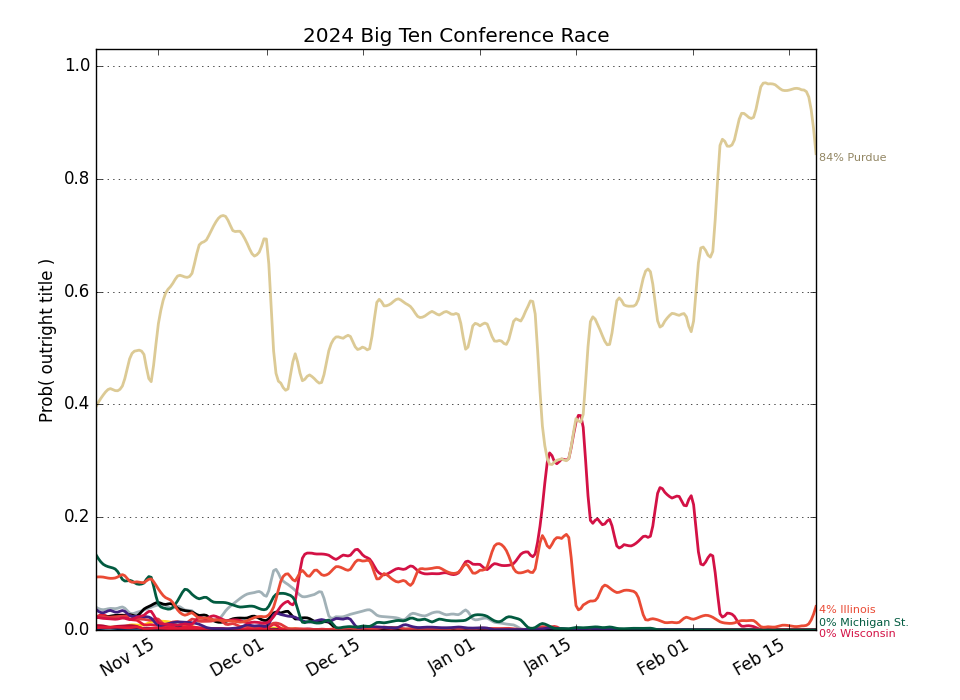 2024 Big Ten Conference Race
Prob( outright title )
1.0
0.8
0.6
0.4
0.2
0.0
84% Purdue
4% Illinois
0% Michigan St.
0% Wisconsin
Nov 15
Dec 01
Dec 15
Jan 01
Jan 15
Feb 01
Feb 15